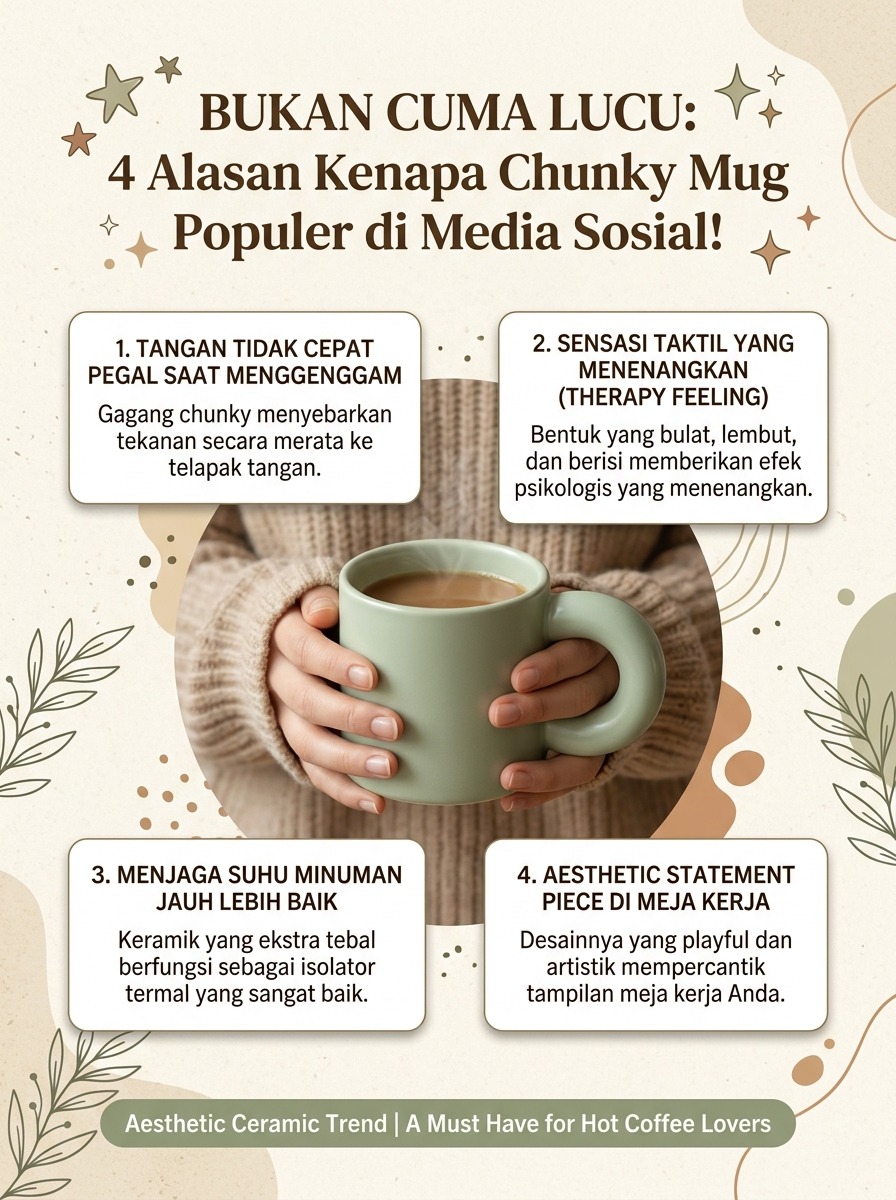 BUKAN CUMA LUCU:
4 Alasan Kenapa Chunky Mug
Populer di Media Sosial!
1. TANGAN TIDAK CEPAT
PEGAL SAAT MENGGENGGAM
Gagang chunky menyebarkan
tekanan secara merata ke
telapak tangan.
2. SENSASI TAKTIL YANG
MENENANGKAN
(THERAPY FEELING)
Bentuk yang bulat, lembut,
dan berisi memberikan efek
psikologis yang menenangkan.
3. MENJAGA SUHU MINUMAN
JAUH LEBIH BAIK
Keramik yang ekstra tebal
berfungsi sebagai isolator
termal yang sangat baik.
4. AESTHETIC STATEMENT
PIECE DI MEJA KERJA
Desainnya yang playful dan
artistik mempercantik
tampilan meja kerja Anda.
Aesthetic Ceramic Trend | A Must Have for Hot Coffee Lovers